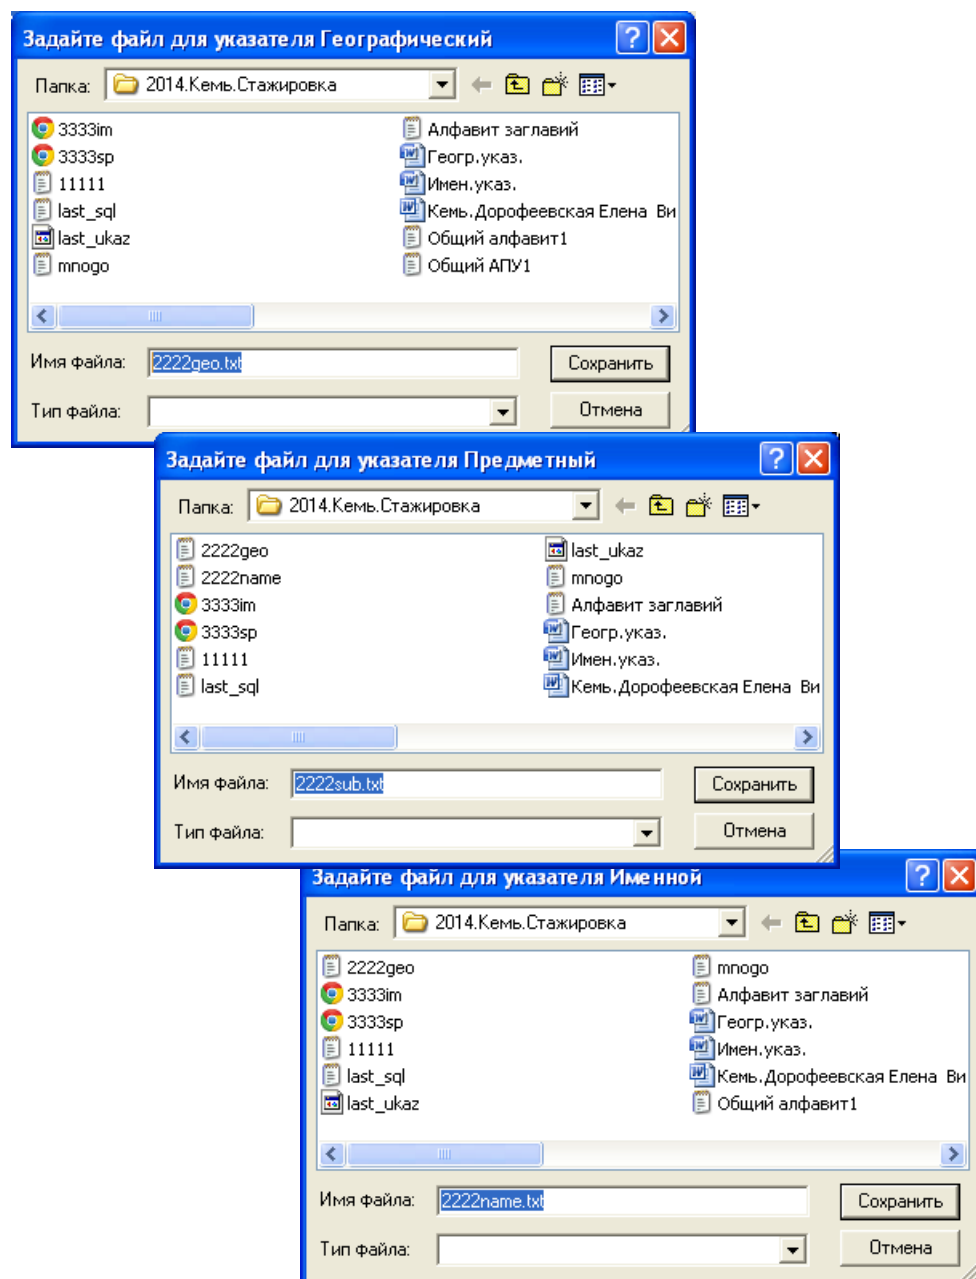 Задайте файл для указателя Географический
Папка: 2014.Кемь.Стажировка
3333im
3333sp
11111
last_sql
last_ukaz
mnogo
Алфавит заглавий
Геогр.указ.
Имен.указ.
Кемь.Дорофеевская Елена Ви
Общий алфавит1
Общий АПУ1
Имя файла: 2222geo.txt
Сохранить
Тип файла:
Отмена
Задайте файл для указателя Предметный
Папка: 2014.Кемь.Стажировка
2222geo
2222name
3333im
3333sp
11111
last_sql
last_ukaz
mnogo
Алфавит заглавий
Геогр.указ.
Имен.указ.
Кемь.Дорофеевская Елена Ви
Имя файла: 2222sub.txt
Сохранить
Тип файла:
Отмена
Задайте файл для указателя Именной
Папка: 2014.Кемь.Стажировка
2222geo
3333im
3333sp
11111
last_sql
last_ukaz
mnogo
Алфавит заглавий
Геогр.указ.
Имен.указ.
Кемь.Дорофеевская Елена Ви
Общий алфавит1
Имя файла: 2222name.txt
Сохранить
Тип файла:
Отмена